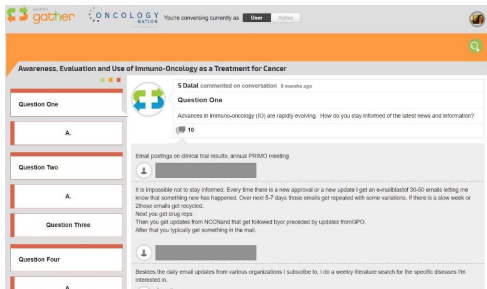 gather
ONCOLOGY
NATION
You're conversing currently as User Admin
Awareness, Evaluation and Use of Immuno-Oncology as a Treatment for Cancer
Question One
A.
Question Two
A.
Question Three
Question Four
A.
S Dalal commented on conversation 8 months ago
Question One
Advances in immuno-oncology (IO) are rapidly evolving. How do you stay informed of the latest news and information?
10
Email postings on clinical trial results; annual PRIMO meeting
It is impossible not to stay informed. Every time there is a new approval or a new update I get an e-mailblastof 30-60 emails letting me
know that something new has happened. Over next 5-7 days those emails get repeated with some variations. If there is a slow week or
2those emails get recycled.
Next you get drug reps
Then you get updates from NCCNand that get followed byor preceded by updates fromGPO.
After that you typically get something in the mail.
Besides the daily email updates from various organizations I subscribe to, I do a weekly literature search for the specific diseases I'm
interested in.